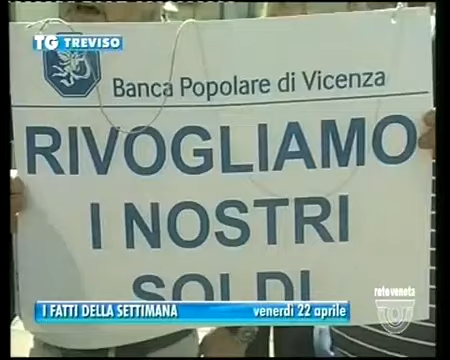 TG TREVISO
Banca Popolare di Vicenza
RIVOGLIAMO
I NOSTRI
SOLDI
I FATTI DELLA SETTIMANA
venerdì 22 aprile
reteveneta